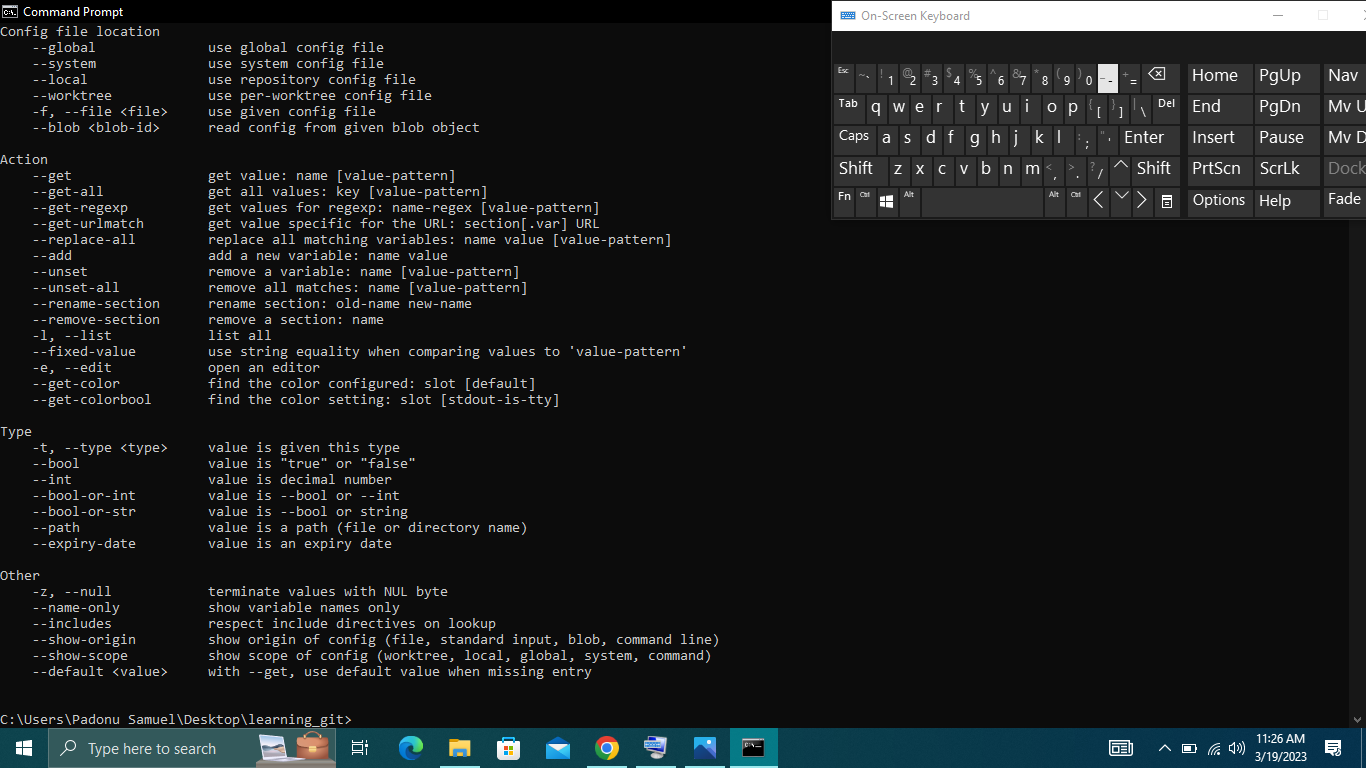 Command Prompt
Config file location
--global use global config file
--system use system config file
--local use repository config file
--worktree use per-worktree config file
-f, --file <file> use given config file
--blob <blob-id> read config from given blob object
Action
--get get value: name [value-pattern]
--get-all get all values: key [value-pattern]
--get-regexp get values for regexp: name-regex [value-pattern]
--get-urlmatch get value specific for the URL: section[.var] URL
--replace-all replace all matching variables: name value [value-pattern]
--add add a new variable: name value
--unset remove a variable: name [value-pattern]
--unset-all remove all matches: name [value-pattern]
--rename-section rename section: old-name new-name
--remove-section remove a section: name
-l, --list list all
--fixed-value use string equality when comparing values to 'value-pattern'
-e, --edit open an editor
--get-color find the color configured: slot [default]
--get-colorbool find the color setting: slot [stdout-is-tty]
Type
-t, --type <type> value is given this type
--bool value is "true" or "false"
--int value is decimal number
--bool-or-int value is --bool or --int
--bool-or-str value is --bool or string
--path value is a path (file or directory name)
--expiry-date value is an expiry date
Other
-z, --null terminate values with NUL byte
--name-only show variable names only
--includes respect include directives on lookup
--show-origin show origin of config (file, standard input, blob, command line)
--show-scope show scope of config (worktree, local, global, system, command)
--default <value> with --get, use default value when missing entry
C:\Users\Padonu Samuel\Desktop\learning_git>
On-Screen Keyboard
Esc ~ ` ! 1 @ 2 # 3 $ 4 % 5 ^ 6 & 7 * 8 ( 9 ) 0 _ - + = Home PgUp Nav
Tab q w e r t y u i o p { [ } ] | \ Del End PgDn Mv U
Caps a s d f g h j k l : ; " ' Enter Insert Pause Mv D
Shift z x c v b n m < , > . ? / Shift PrtScn ScrLk Dock
Fn Ctrl Alt Alt Ctrl Options Help Fade
Type here to search
11:26 AM
3/19/2023